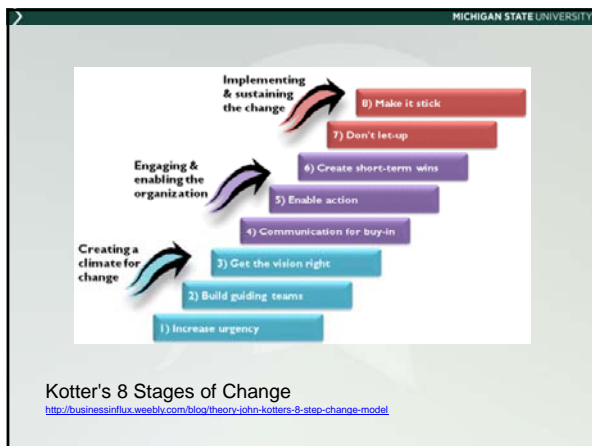 MICHIGAN STATE UNIVERSITY
Implementing
& sustaining
the change
8) Make it stick
7) Don't let-up
Engaging &
enabling the
organization
6) Create short-term wins
5) Enable action
4) Communication for buy-in
Creating a
climate for
change
3) Get the vision right
2) Build guiding teams
1) Increase urgency
Kotter's 8 Stages of Change
http://businessinflux.weebly.com/blog/theory-john-kotters-8-step-change-model